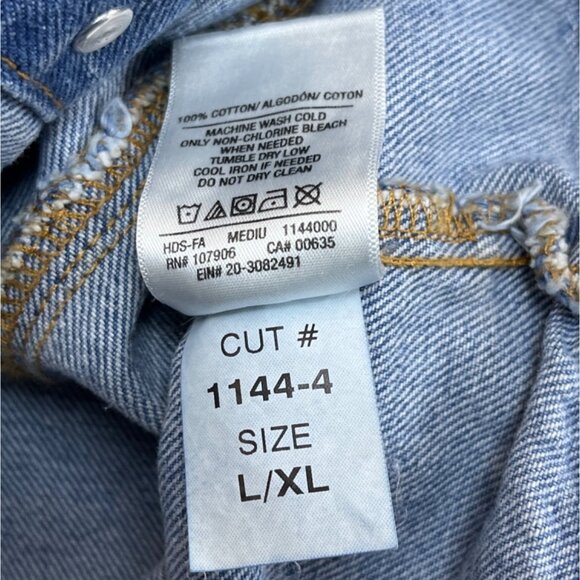 100% COTTON/ ALGODÓN/ COTON
MACHINE WASH COLD
ONLY NON-CHLORINE BLEACH
WHEN NEEDED
TUMBLE DRY LOW
COOL IRON IF NEEDED
DO NOT DRY CLEAN
HDS-FA MEDIU 1144000
RN# 107906 CA# 00635
EIN# 20-3082491
CUT #
1144-4
SIZE
L/XL